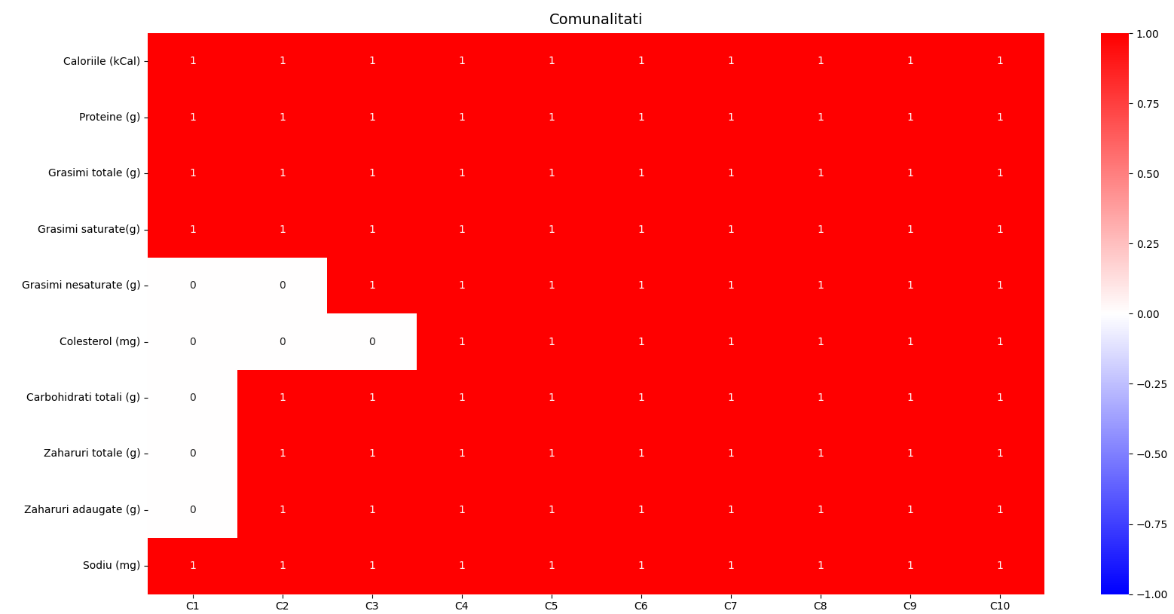 Comunalitati
Caloriile (kCal) 1 1 1 1 1 1 1 1 1 1
Proteine (g) 1 1 1 1 1 1 1 1 1 1
Grasimi totale (g) 1 1 1 1 1 1 1 1 1 1
Grasimi saturate(g) 1 1 1 1 1 1 1 1 1 1
Grasimi nesaturate (g) 0 0 1 1 1 1 1 1 1 1
Colesterol (mg) 0 0 0 1 1 1 1 1 1 1
Carbohidrati totali (g) 0 1 1 1 1 1 1 1 1 1
Zaharuri totale (g) 0 1 1 1 1 1 1 1 1 1
Zaharuri adaugate (g) 0 1 1 1 1 1 1 1 1 1
Sodiu (mg) 1 1 1 1 1 1 1 1 1 1
C1 C2 C3 C4 C5 C6 C7 C8 C9 C10
1.00
0.75
0.50
0.25
0.00
−0.25
−0.50
−0.75
−1.00